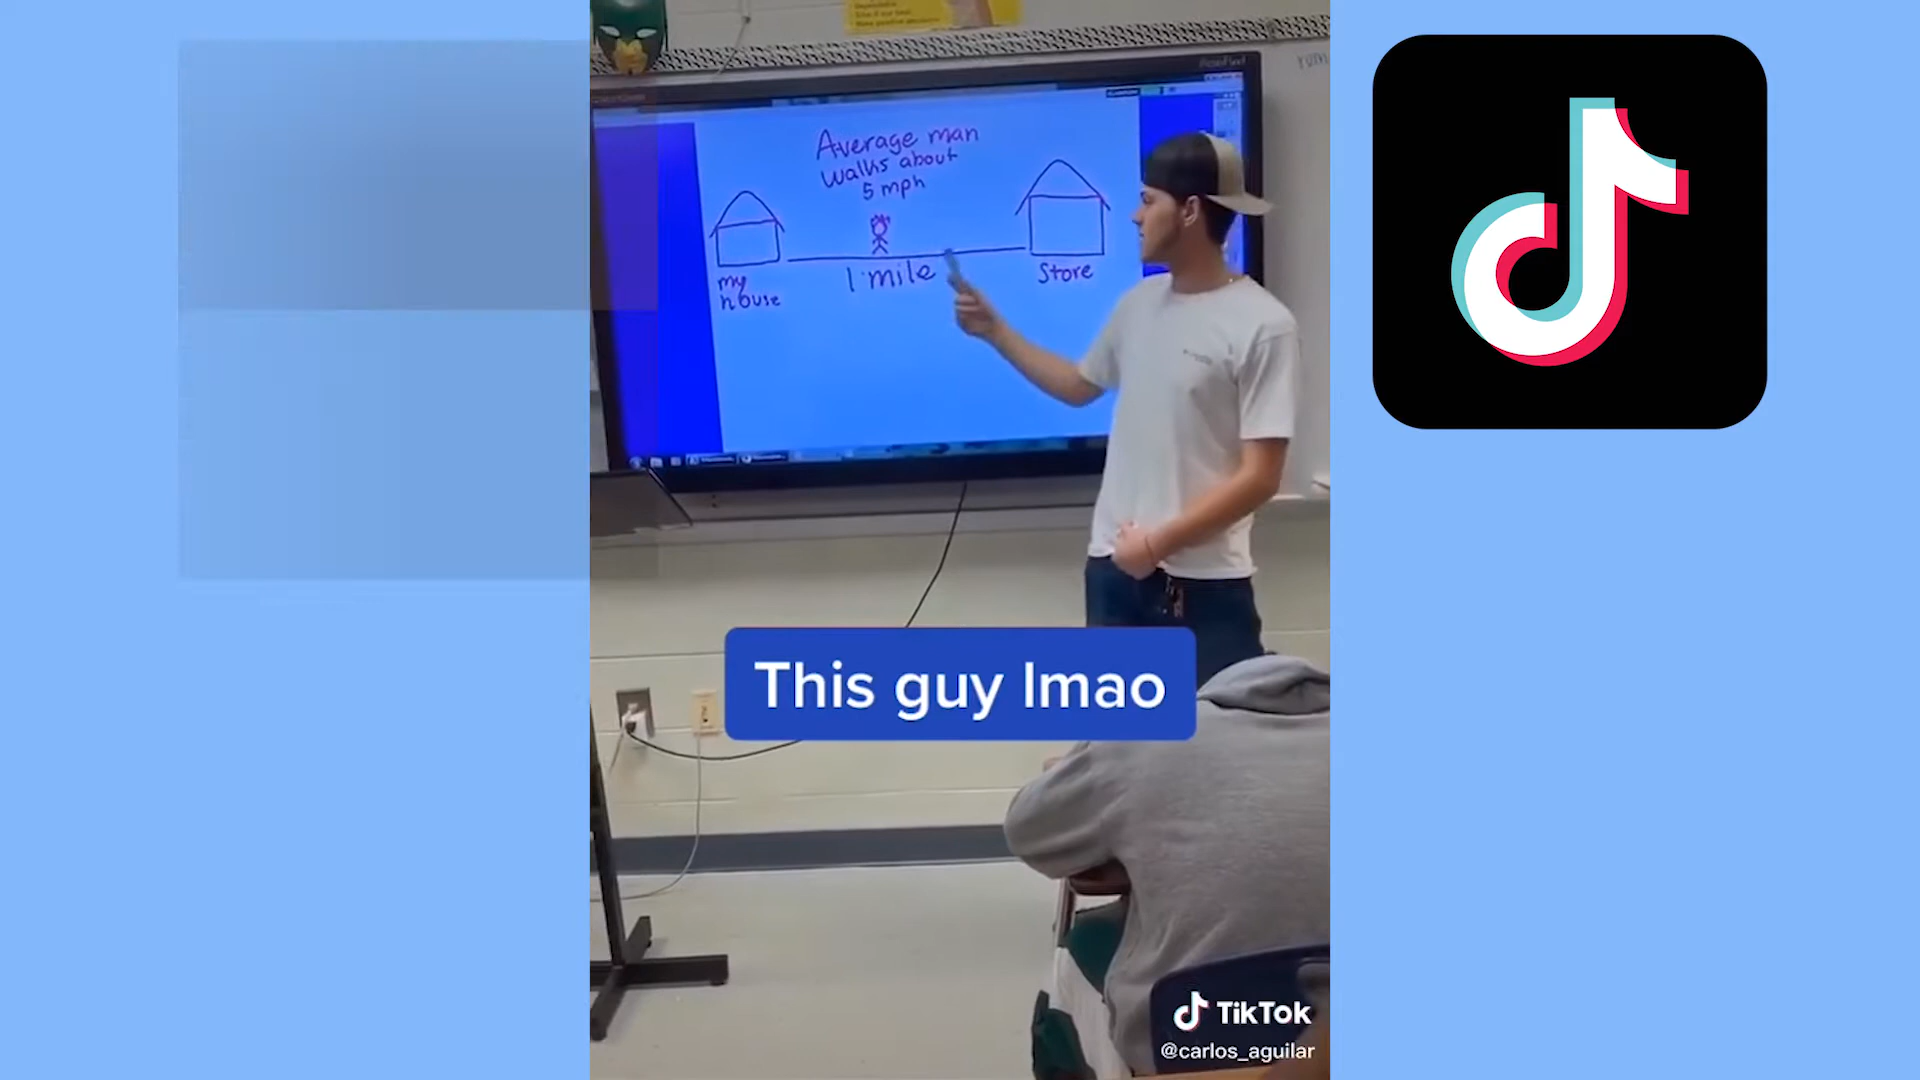 Average man
walks about
5 mph
my
house
1 mile
Store
This guy lmao
TikTok
@carlos_aguilar